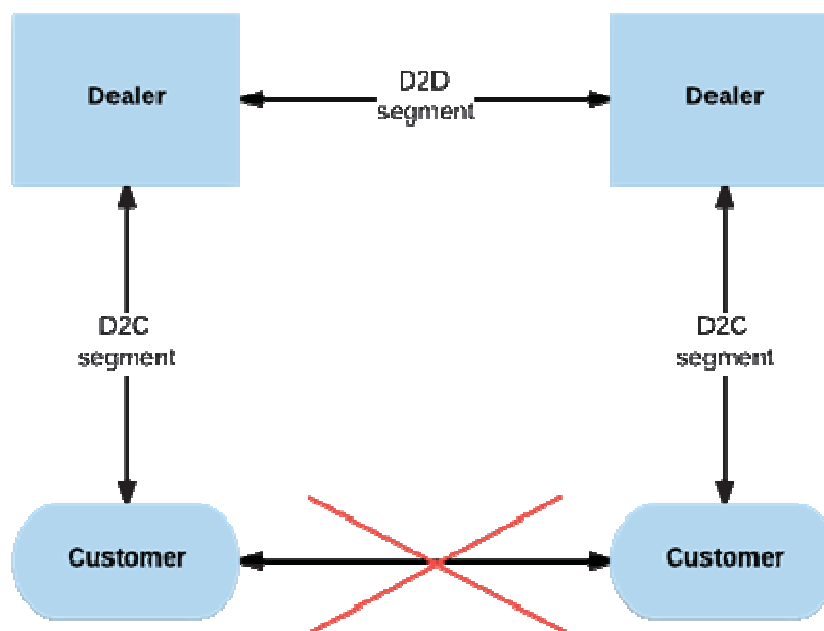 Dealer
D2D
segment
Dealer
D2C
segment
D2C
segment
Customer
Customer